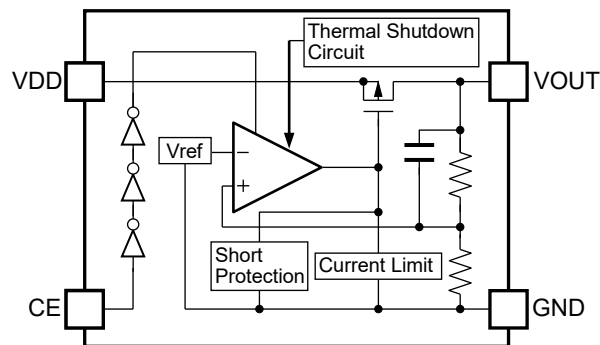 Thermal Shutdown
Circuit
VDD
VOUT
Vref
−
+
Short
Protection
Current Limit
CE
GND